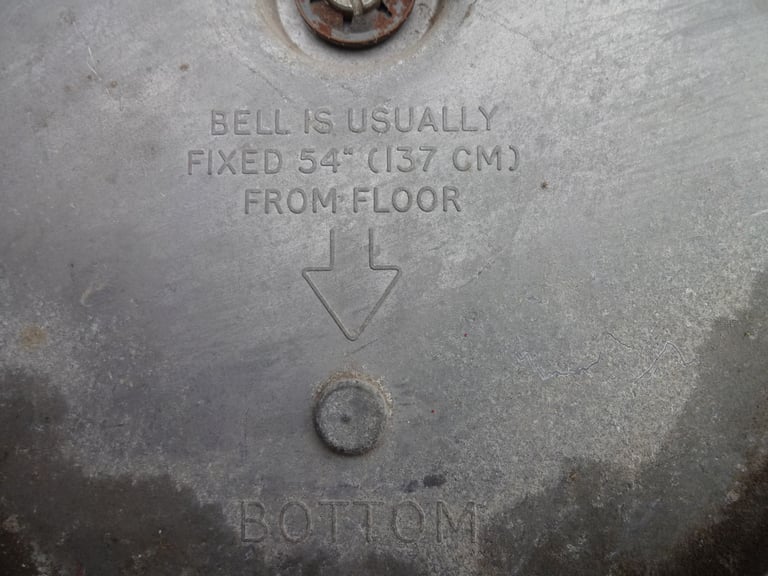 BELL IS USUALLY
FIXED 54" (137 CM)
FROM FLOOR
BOTTOM